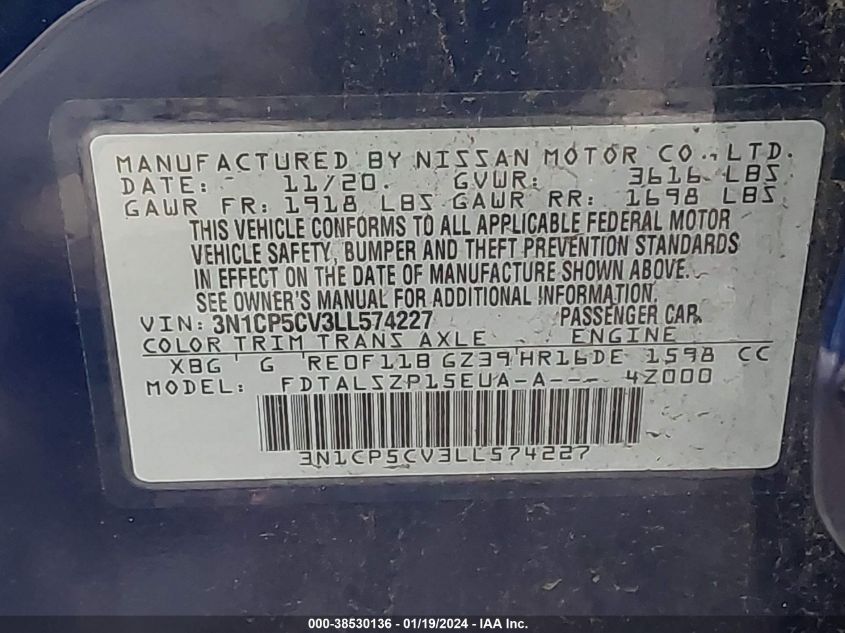 MANUFACTURED BY NISSAN MOTOR CO., LTD.
DATE: 11/20. GVWR: 3616 LBS
GAWR FR: 1918 LBS GAWR RR: 1698 LBS
THIS VEHICLE CONFORMS TO ALL APPLICABLE FEDERAL MOTOR
VEHICLE SAFETY, BUMPER AND THEFT PREVENTION STANDARDS
IN EFFECT ON THE DATE OF MANUFACTURE SHOWN ABOVE.
SEE OWNER'S MANUAL FOR ADDITIONAL INFORMATION.
VIN: 3N1CP5CV3LL574227 PASSENGER CAR
COLOR TRIM TRANS AXLE ENGINE
XBG G RE0F11B GZ39 HR16DE 1598 CC
MODEL: FDTALSZP15EUA-A--- 4Z000
3N1CP5CV3LL574227
000-38530136 - 01/19/2024 - IAA Inc.